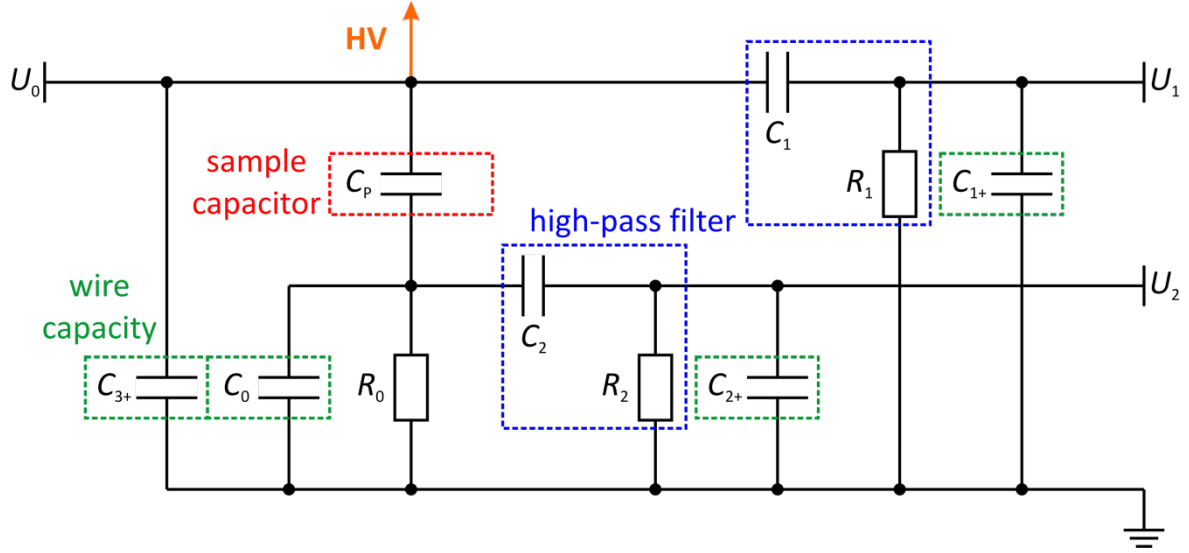 HV
U₀
U₁
C₁
sample
capacitor
C_P
R₁
C₁₊
high-pass filter
wire
capacity
U₂
C₂
C₃₊
C₀
R₀
R₂
C₂₊